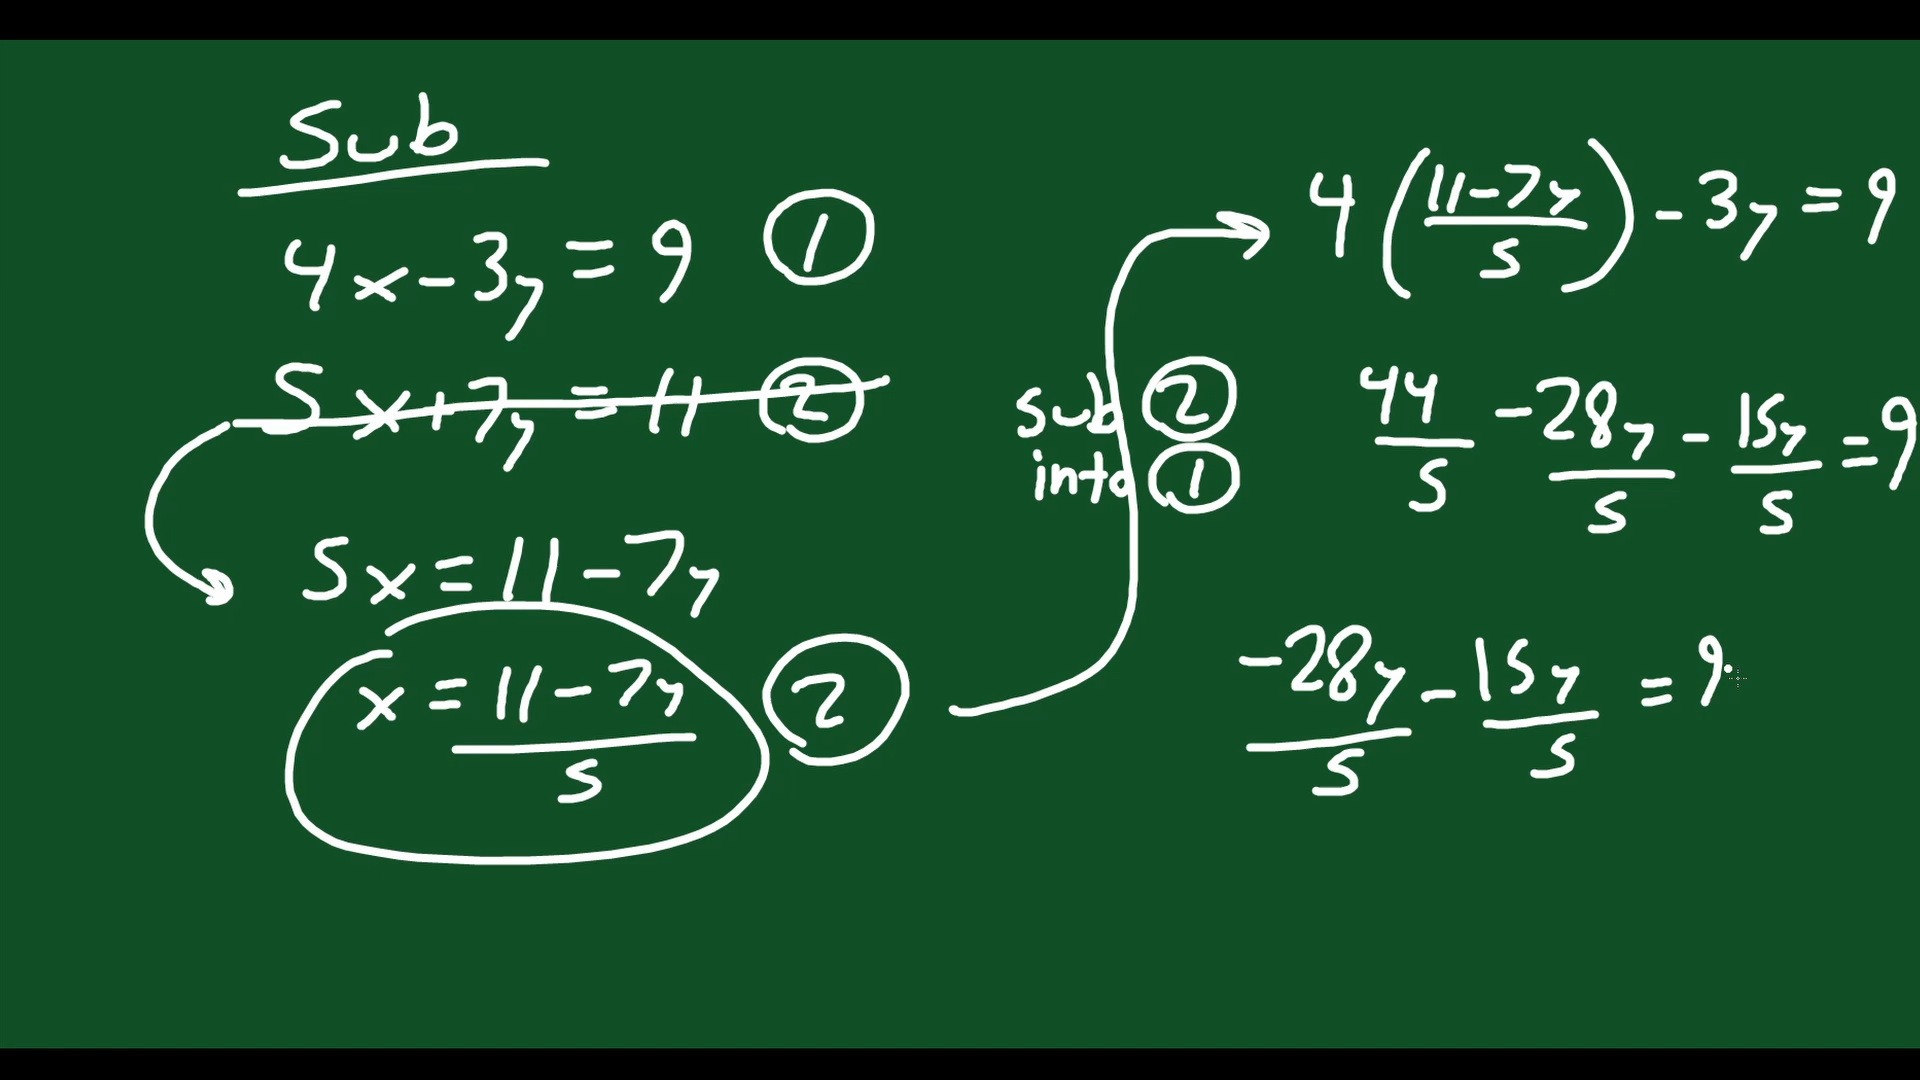 Sub
4x - 3y = 9 ①
5x + 7y = 11 ②
5x = 11 - 7y
x = (11 - 7y)/5 ②
sub ②
into ①
4((11 - 7y)/5) - 3y = 9
44/5 - 28y/5 - 15y/5 = 9
-28y/5 - 15y/5 = 9